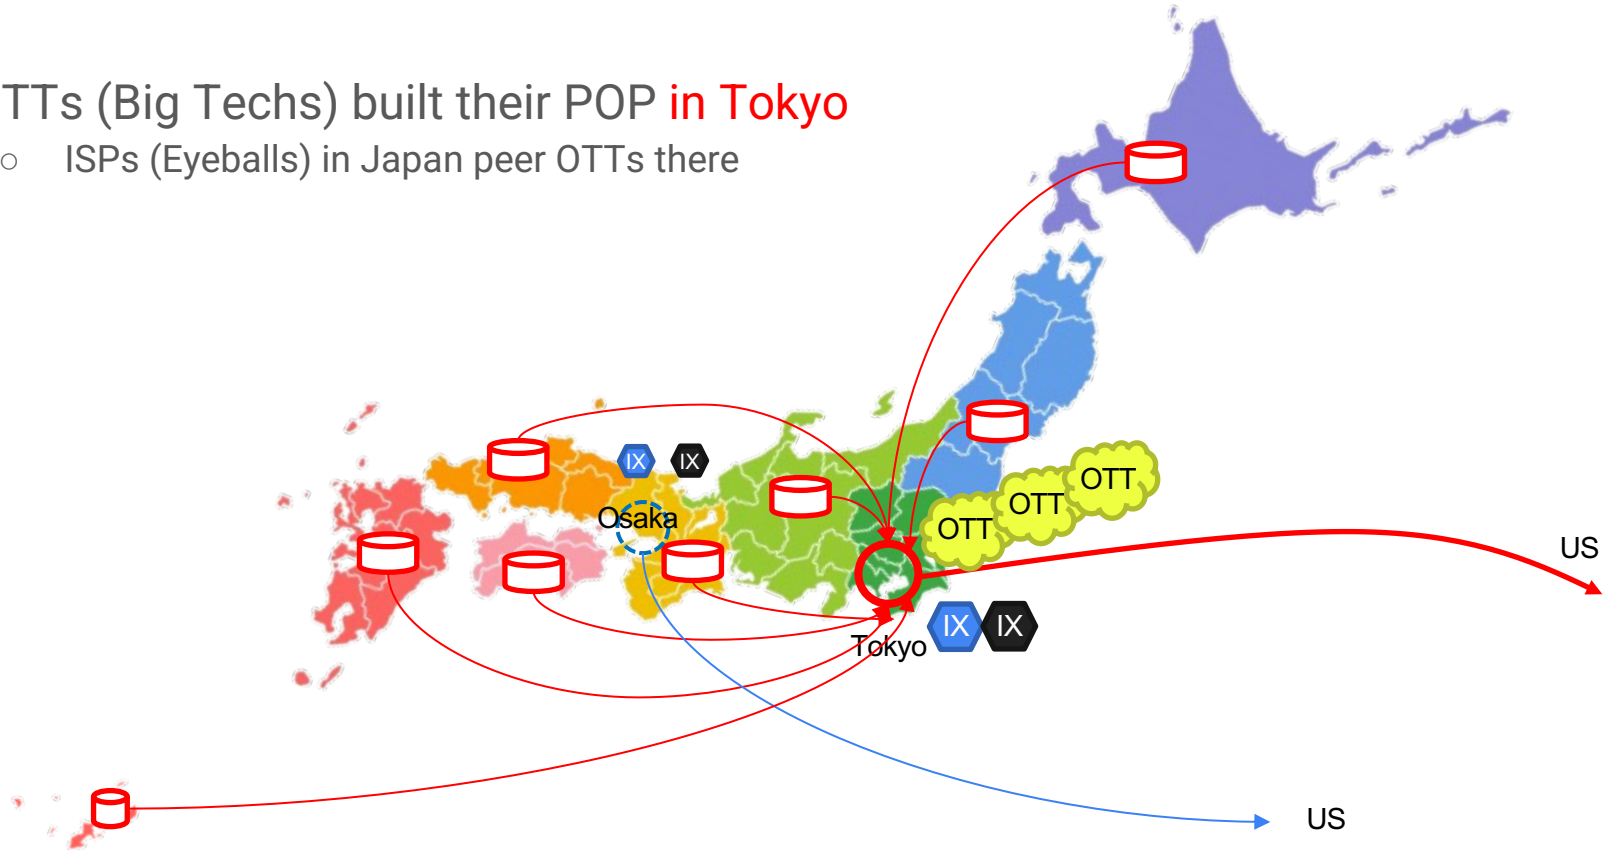 TTs (Big Techs) built their POP in Tokyo
○ ISPs (Eyeballs) in Japan peer OTTs there
IX IX
Osaka
OTT
OTT
OTT
US
IX IX
Tokyo
US